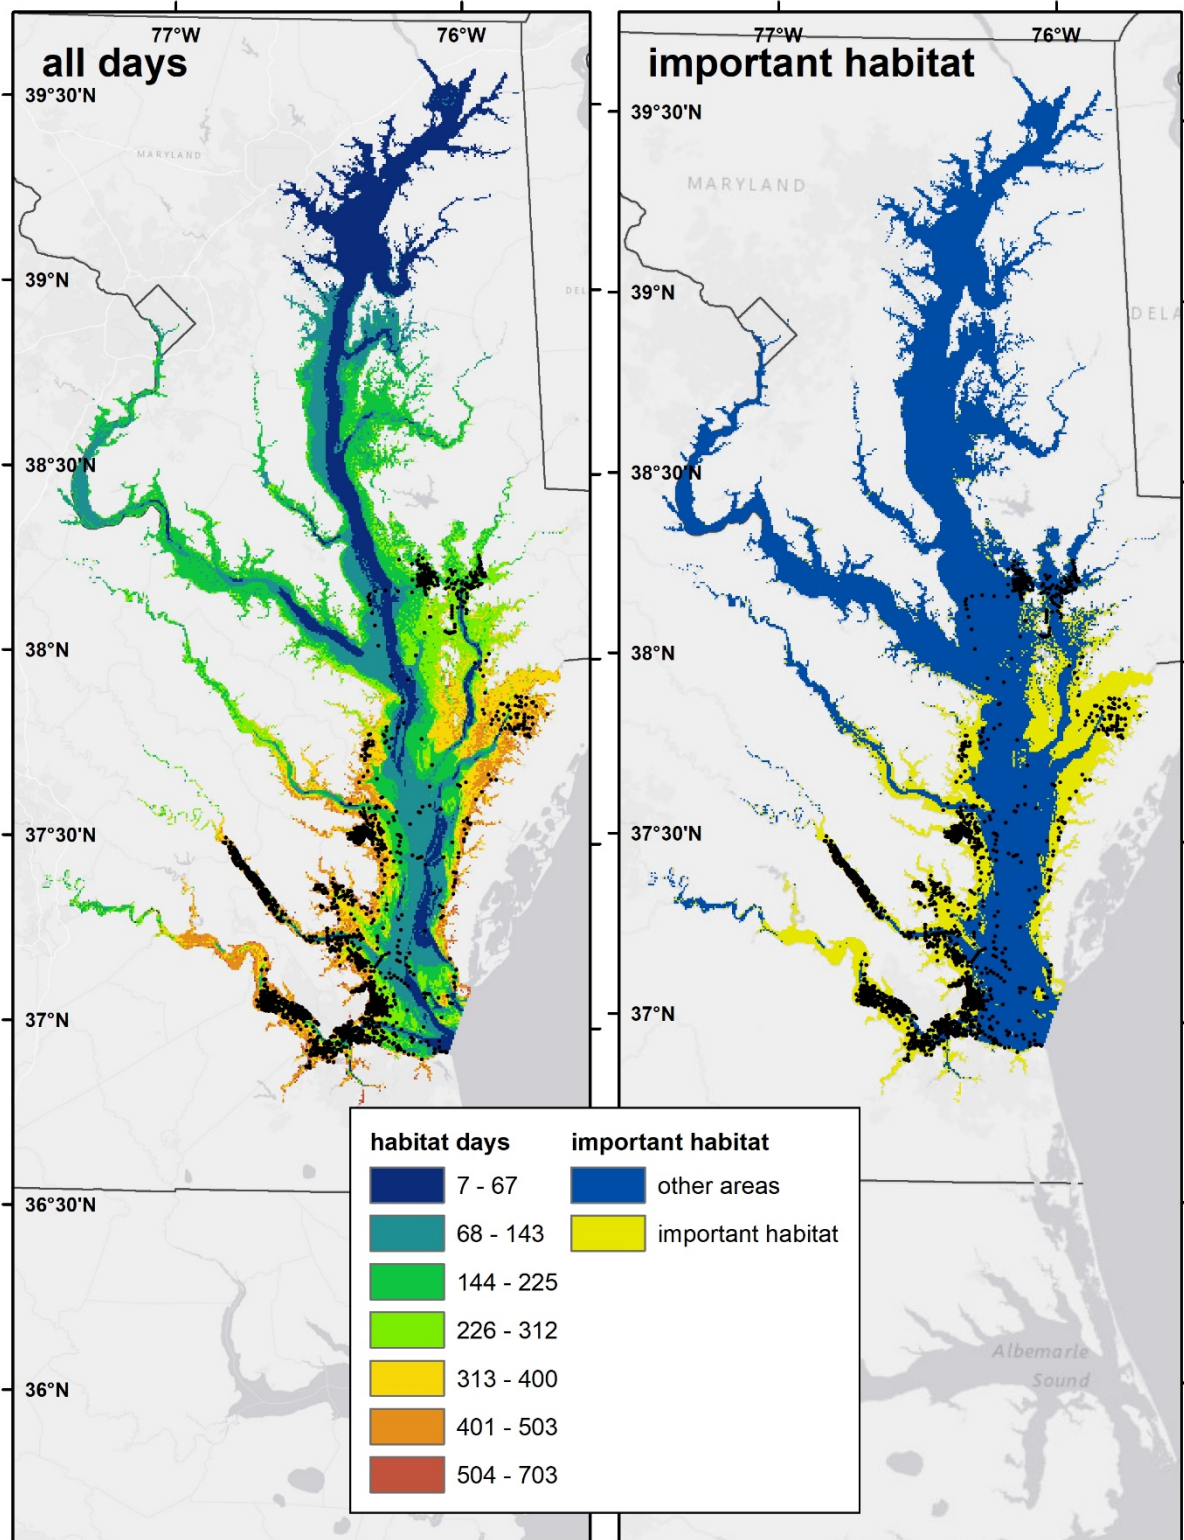 77°W 76°W
all days
39°30'N
MARYLAND
39°N
DEL
38°30'N
38°N
37°30'N
37°N
36°30'N
36°N
77°W 76°W
important habitat
39°30'N
MARYLAND
39°N
DELA
38°30'N
38°N
37°30'N
37°N
Albemarle
Sound
habitat days
7 - 67
68 - 143
144 - 225
226 - 312
313 - 400
401 - 503
504 - 703
important habitat
other areas
important habitat